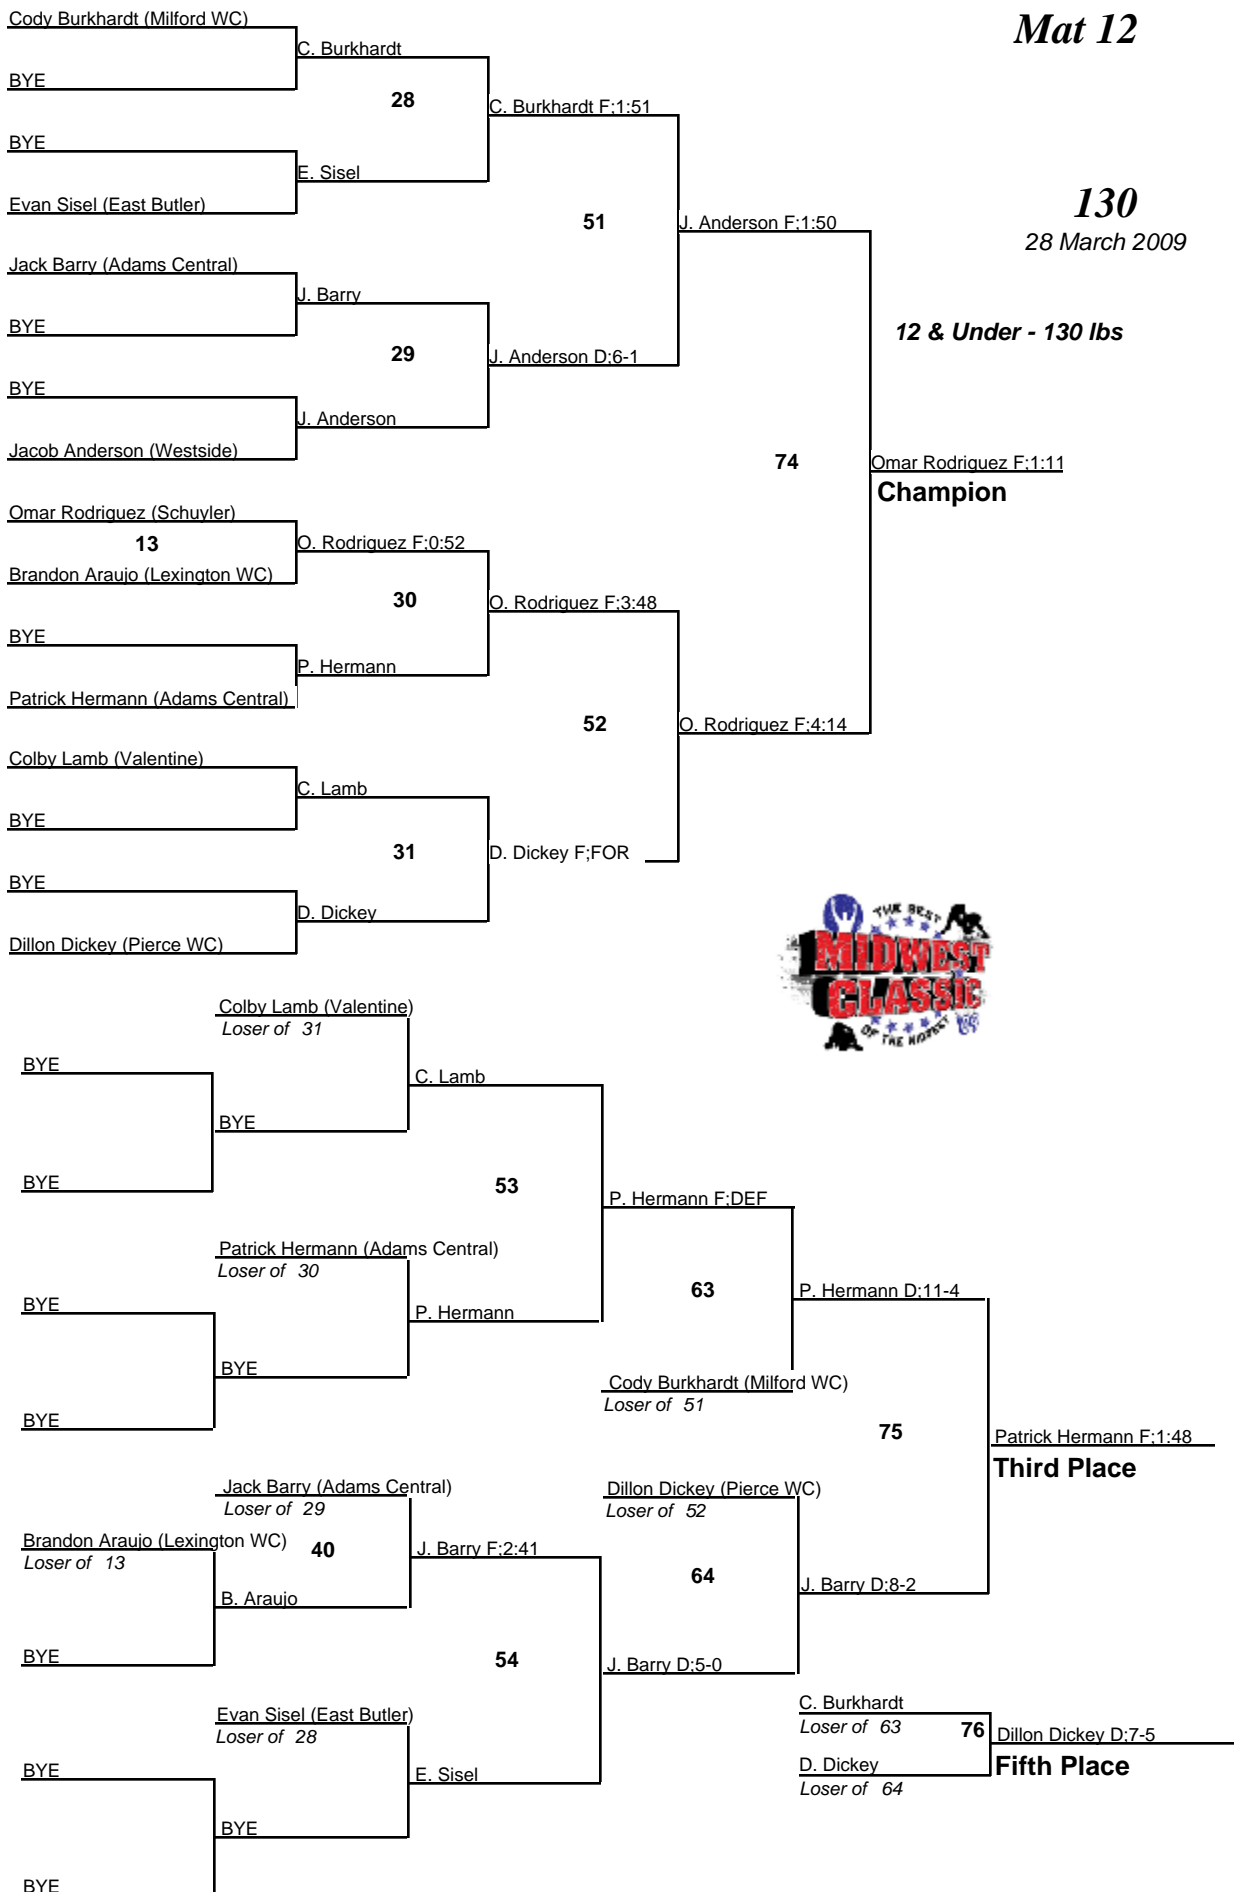 Cody Burkhardt (Milford WC)
Mat 12
C. Burkhardt
BYE
28
C. Burkhardt F;1:51
BYE
E. Sisel
Evan Sisel (East Butler)
51
J. Anderson F;1:50
130
28 March 2009
Jack Barry (Adams Central)
J. Barry
BYE
12 & Under - 130 lbs
29
J. Anderson D;6-1
BYE
J. Anderson
Jacob Anderson (Westside)
74
Omar Rodriguez F;1:11
Champion
Omar Rodriguez (Schuyler)
13
O. Rodriguez F;0:52
Brandon Araujo (Lexington WC)
30
O. Rodriguez F;3:48
BYE
P. Hermann
Patrick Hermann (Adams Central)
52
O. Rodriguez F;4:14
Colby Lamb (Valentine)
C. Lamb
BYE
31
D. Dickey F;FOR
BYE
D. Dickey
Dillon Dickey (Pierce WC)
THE BEST
MIDWEST
CLASSIC
OF THE MIDWEST
Colby Lamb (Valentine)
Loser of 31
BYE
C. Lamb
BYE
BYE
53
P. Hermann F;DEF
Patrick Hermann (Adams Central)
Loser of 30
63
P. Hermann D;11-4
BYE
P. Hermann
BYE
Cody Burkhardt (Milford WC)
Loser of 51
BYE
75
Patrick Hermann F;1:48
Third Place
Jack Barry (Adams Central)
Loser of 29
Dillon Dickey (Pierce WC)
Loser of 52
Brandon Araujo (Lexington WC)
Loser of 13
40
J. Barry F;2:41
64
J. Barry D;8-2
B. Araujo
BYE
54
J. Barry D;5-0
Evan Sisel (East Butler)
Loser of 28
C. Burkhardt
Loser of 63
76
Dillon Dickey D;7-5
Fifth Place
BYE
E. Sisel
D. Dickey
Loser of 64
BYE
BYE